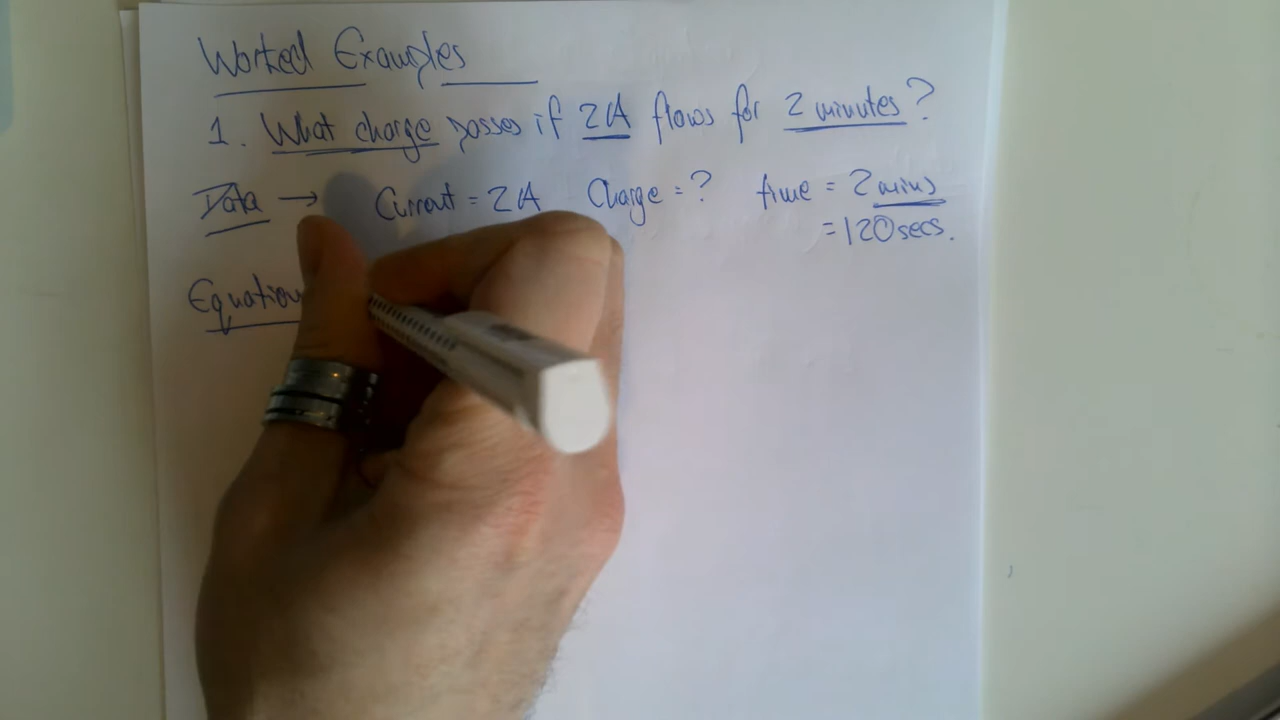 Worked Examples
1. What charge passes if 2A flows for 2 minutes?
Data → Current = 2A Charge = ? time = 2 mins
= 120 secs.
Equation